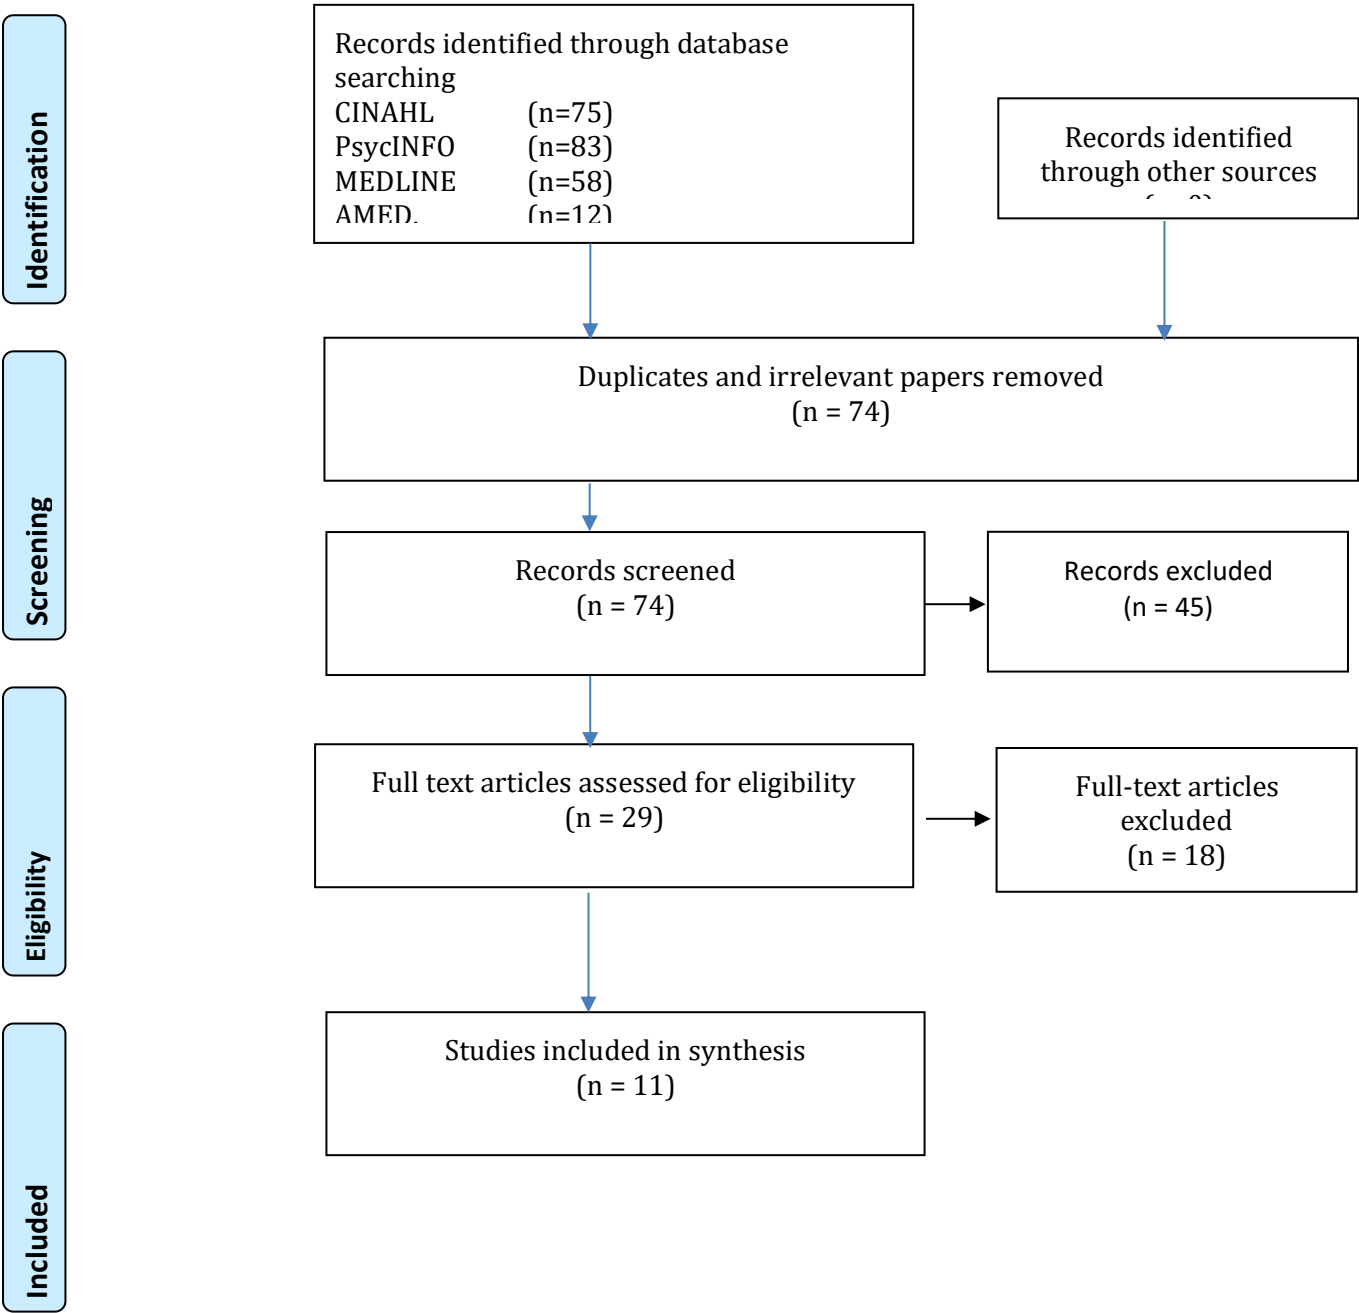 Identification
Records identified through database
searching
CINAHL (n=75)
PsycINFO (n=83)
MEDLINE (n=58)
AMED. (n=12)
Records identified
through other sources
Screening
Duplicates and irrelevant papers removed
(n = 74)
Records screened
(n = 74)
Records excluded
(n = 45)
Eligibility
Full text articles assessed for eligibility
(n = 29)
Full-text articles
excluded
(n = 18)
Included
Studies included in synthesis
(n = 11)